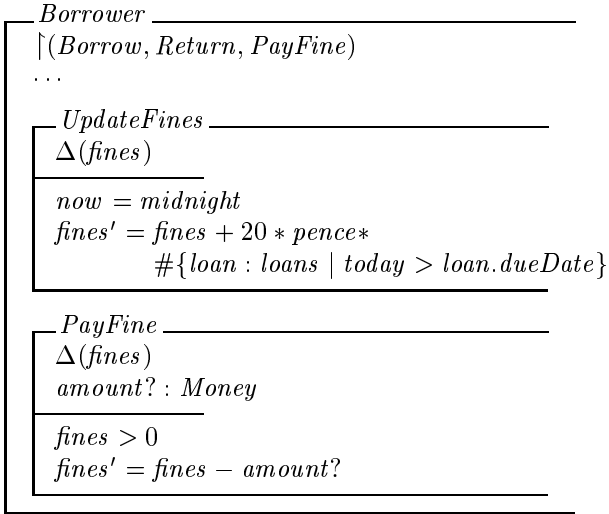 Borrower
↾(Borrow, Return, PayFine)
...
UpdateFines
Δ(fines)
now = midnight
fines′ = fines + 20 * pence*
#{loan : loans | today > loan.dueDate}
PayFine
Δ(fines)
amount? : Money
fines > 0
fines′ = fines − amount?